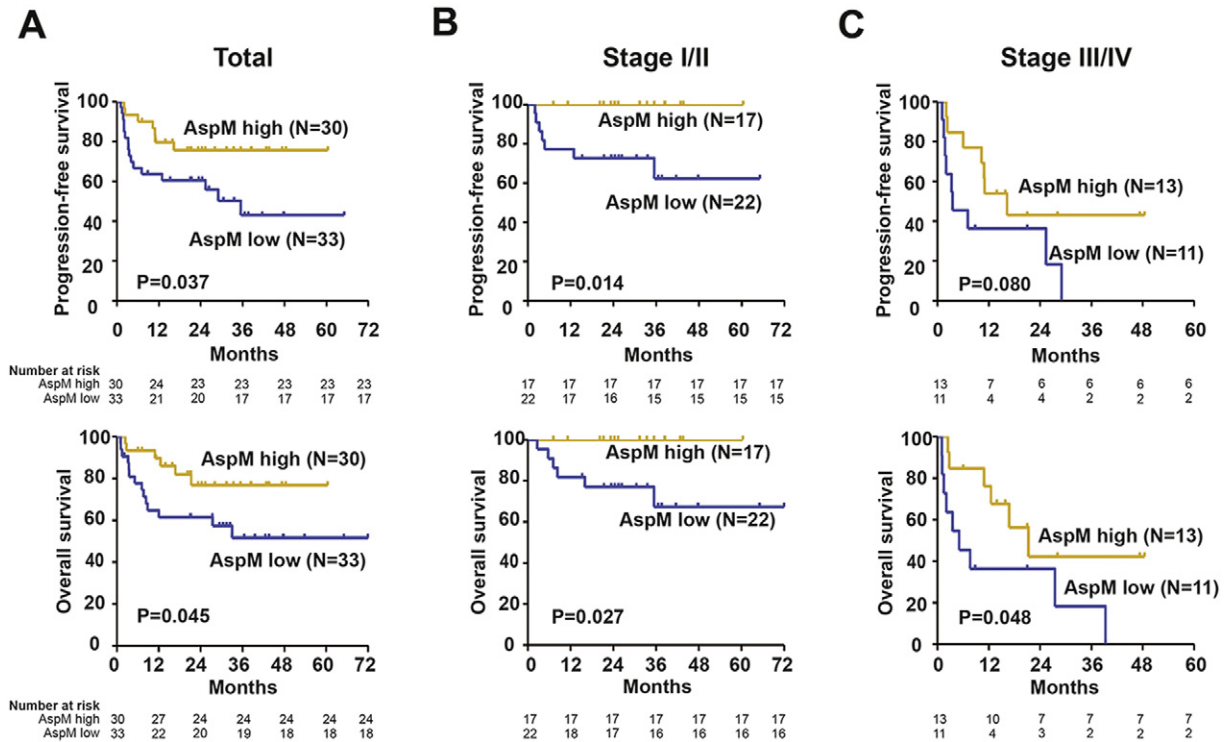 A
B
C
Total
Stage I/II
Stage III/IV
Progression-free survival
100
80
60
40
20
0
AspM high (N=30)
AspM low (N=33)
P=0.037
0 12 24 36 48 60 72
Months
Progression-free survival
100
80
60
40
20
0
AspM high (N=17)
AspM low (N=22)
P=0.014
0 12 24 36 48 60 72
Months
Progression-free survival
100
80
60
40
20
0
AspM high (N=13)
AspM low (N=11)
P=0.080
0 12 24 36 48 60
Months
Number at risk
AspM high 30 24 23 23 23 23 23
AspM low 33 21 20 17 17 17 17
17 17 17 17 17 17 17
22 17 16 15 15 15 15
13 7 6 6 6 6
11 4 4 2 2 2
Overall survival
100
80
60
40
20
0
AspM high (N=30)
AspM low (N=33)
P=0.045
0 12 24 36 48 60 72
Months
Overall survival
100
80
60
40
20
0
AspM high (N=17)
AspM low (N=22)
P=0.027
0 12 24 36 48 60 72
Months
Overall survival
100
80
60
40
20
0
AspM high (N=13)
AspM low (N=11)
P=0.048
0 12 24 36 48 60
Months
Number at risk
AspM high 30 27 24 24 24 24 24
AspM low 33 22 20 19 18 18 18
17 17 17 17 17 17 17
22 18 17 16 16 16 16
13 10 7 7 7 7
11 4 3 2 2 2